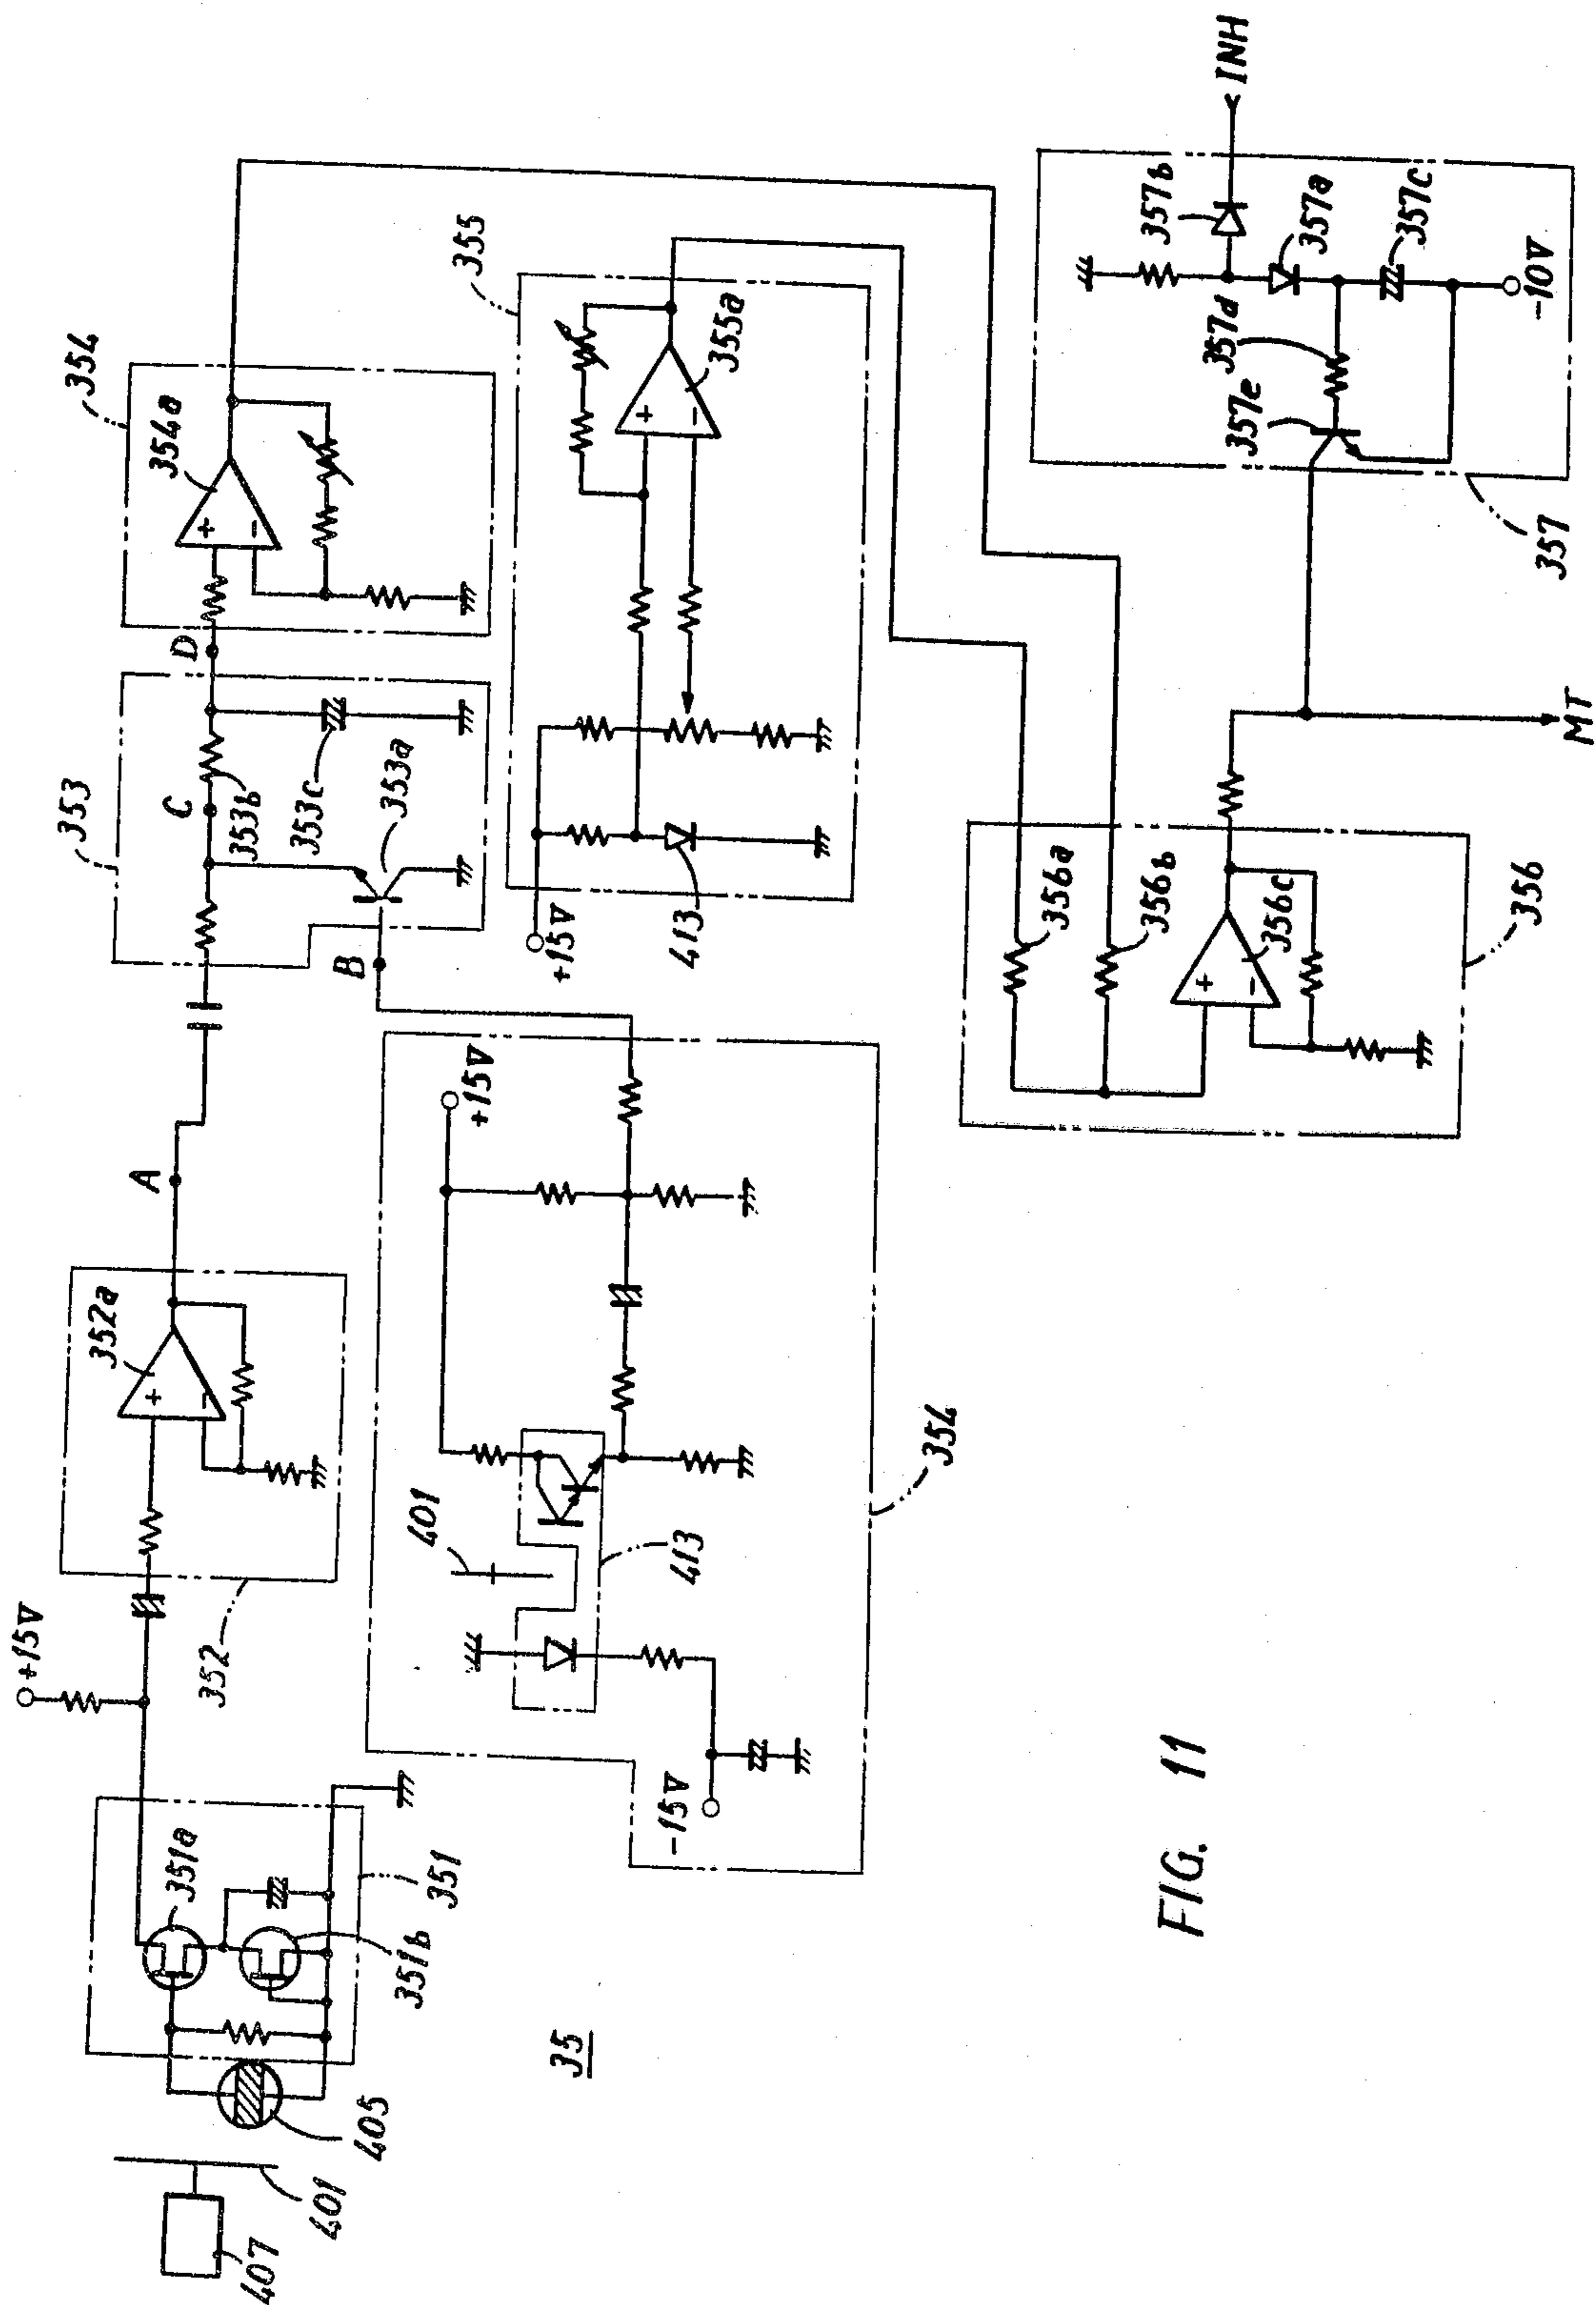 354
354a
+
−
D
353
C
353b
353c
353a
B
A
352a
+
−
352
+15V
351a
351
351b
405
401
407
355
355a
+
−
+15V
413
+15V
354
401
413
−15V
INH
357b
357a
357c
357d
357e
−10V
357
MT
356a
356b
356c
+
−
356
35
FIG. 11